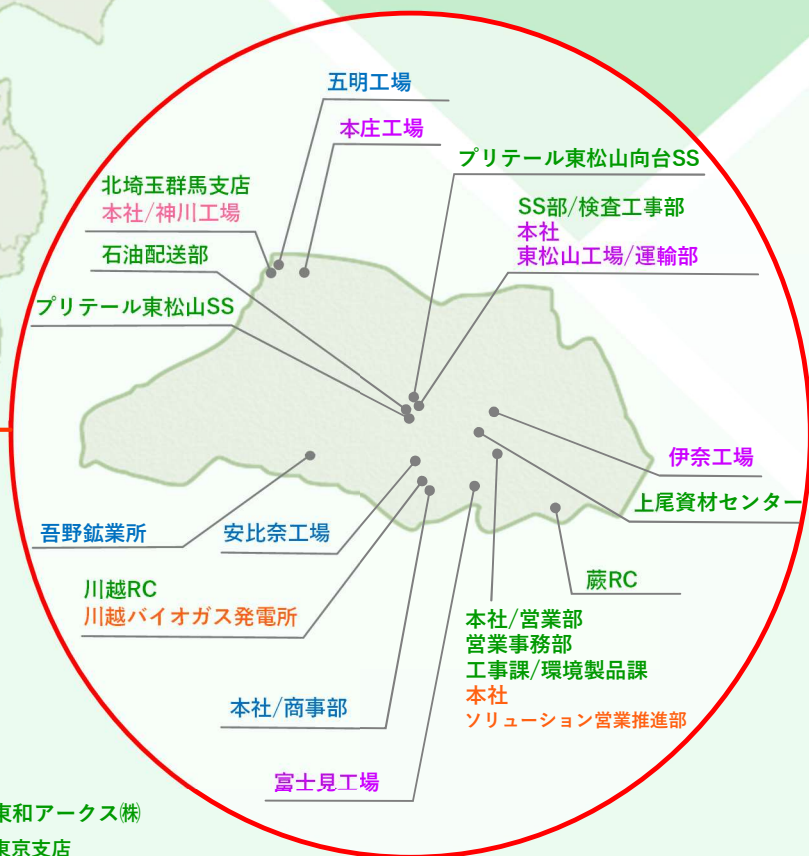 五明工場
本庄工場
プリテール東松山向台SS
北埼玉群馬支店
本社/神川工場
SS部/検査工事部
本社
東松山工場/運輸部
石油配送部
プリテール東松山SS
伊奈工場
上尾資材センター
吾野鉱業所
安比奈工場
蕨RC
川越RC
川越バイオガス発電所
本社/営業部
営業事務部
工事課/環境製品課
本社
ソリューション営業推進部
本社/商事部
富士見工場
東和アークス㈱
東京支店